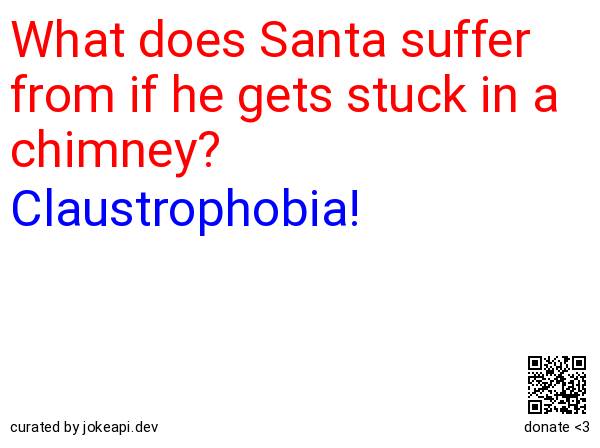 What does Santa suffer
from if he gets stuck in a
chimney?
Claustrophobia!
curated by jokeapi.dev
donate <3